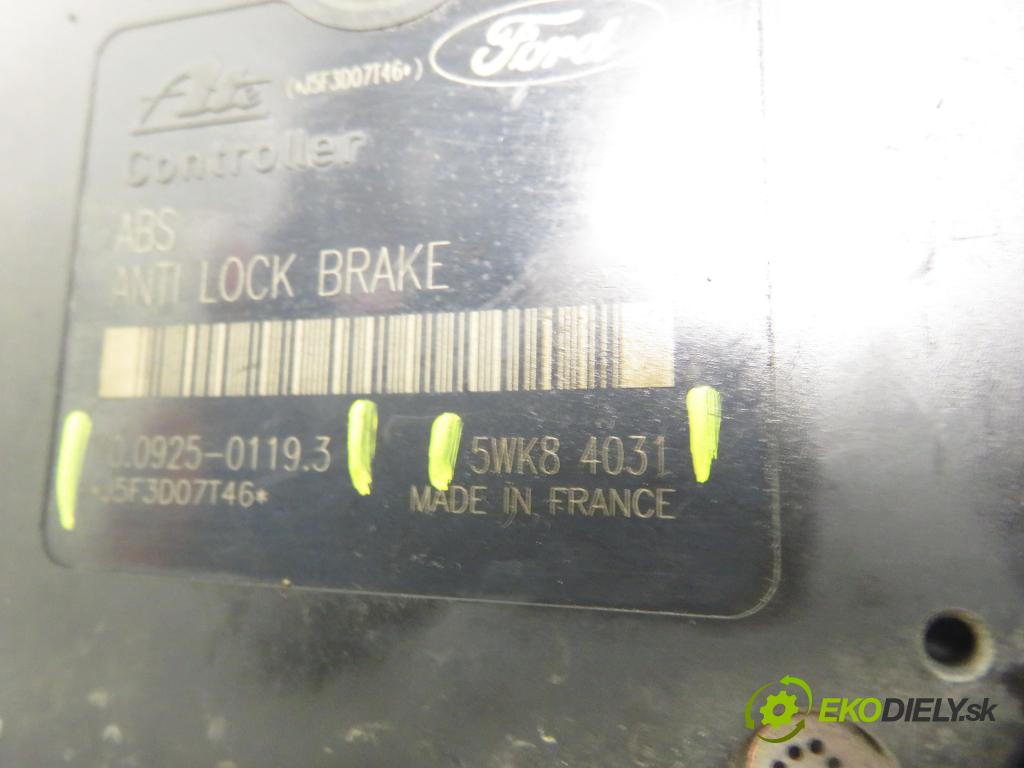 Ate (*J5F3D07T46*) Ford
Controller
ABS
ANTI LOCK BRAKE
0.0925-0119.3 5WK8 4031
*J5F3D07T46* MADE IN FRANCE
EKODIELY.sk